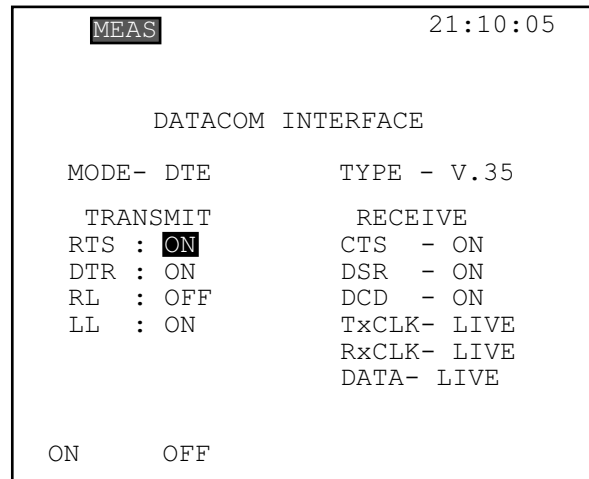 MEAS 21:10:05
DATACOM INTERFACE
MODE- DTE TYPE - V.35
TRANSMIT RECEIVE
RTS : ON CTS - ON
DTR : ON DSR - ON
RL : OFF DCD - ON
LL : ON TxCLK- LIVE
RxCLK- LIVE
DATA- LIVE
ON OFF